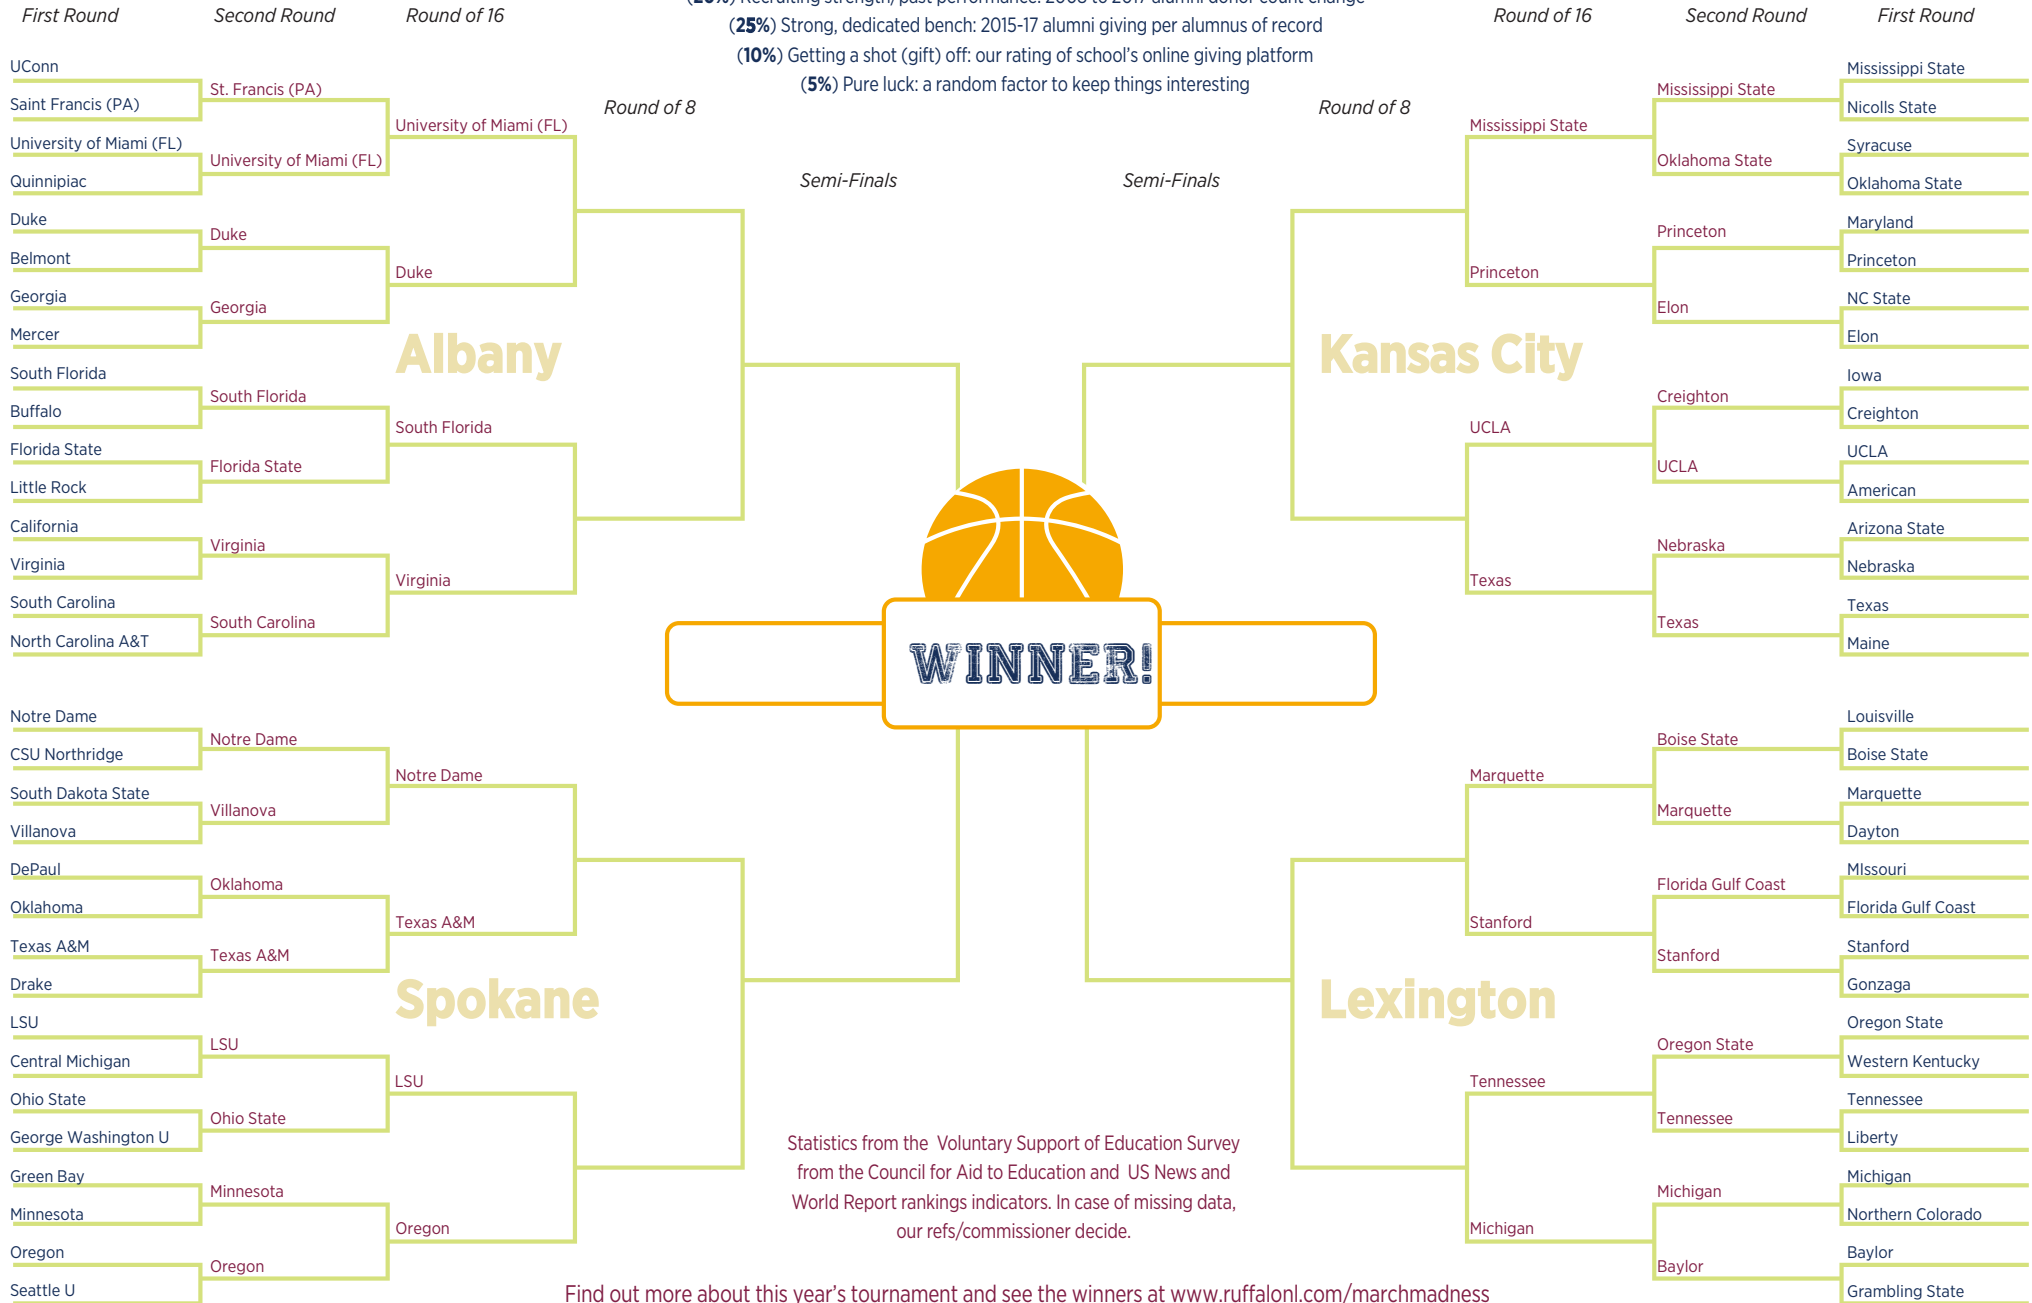 (20%) Recruiting strength/past performance: 2008 to 2017 alumni donor count change
First Round
Second Round
Round of 16
(25%) Strong, dedicated bench: 2015-17 alumni giving per alumnus of record
Round of 16
Second Round
First Round
(10%) Getting a shot (gift) off: our rating of school's online giving platform
(5%) Pure luck: a random factor to keep things interesting
Round of 8
Round of 8
Semi-Finals
Semi-Finals
UConn
Saint Francis (PA)
University of Miami (FL)
Quinnipiac
Duke
Belmont
Georgia
Mercer
South Florida
Buffalo
Florida State
Little Rock
California
Virginia
South Carolina
North Carolina A&T
St. Francis (PA)
University of Miami (FL)
Duke
Georgia
South Florida
Florida State
Virginia
South Carolina
University of Miami (FL)
Duke
South Florida
Virginia
Albany
Mississippi State
Princeton
UCLA
Texas
Kansas City
Mississippi State
Oklahoma State
Princeton
Elon
Creighton
UCLA
Nebraska
Texas
Mississippi State
Nicolls State
Syracuse
Oklahoma State
Maryland
Princeton
NC State
Elon
Iowa
Creighton
UCLA
American
Arizona State
Nebraska
Texas
Maine
WINNER!
Notre Dame
CSU Northridge
South Dakota State
Villanova
DePaul
Oklahoma
Texas A&M
Drake
LSU
Central Michigan
Ohio State
George Washington U
Green Bay
Minnesota
Oregon
Seattle U
Notre Dame
Villanova
Oklahoma
Texas A&M
LSU
Ohio State
Minnesota
Oregon
Notre Dame
Texas A&M
LSU
Oregon
Spokane
Marquette
Stanford
Tennessee
Michigan
Lexington
Boise State
Marquette
Florida Gulf Coast
Stanford
Oregon State
Tennessee
Michigan
Baylor
Louisville
Boise State
Marquette
Dayton
MIssouri
Florida Gulf Coast
Stanford
Gonzaga
Oregon State
Western Kentucky
Tennessee
Liberty
Michigan
Northern Colorado
Baylor
Grambling State
Statistics from the Voluntary Support of Education Survey
from the Council for Aid to Education and US News and
World Report rankings indicators. In case of missing data,
our refs/commissioner decide.
Find out more about this year's tournament and see the winners at www.ruffalonl.com/marchmadness